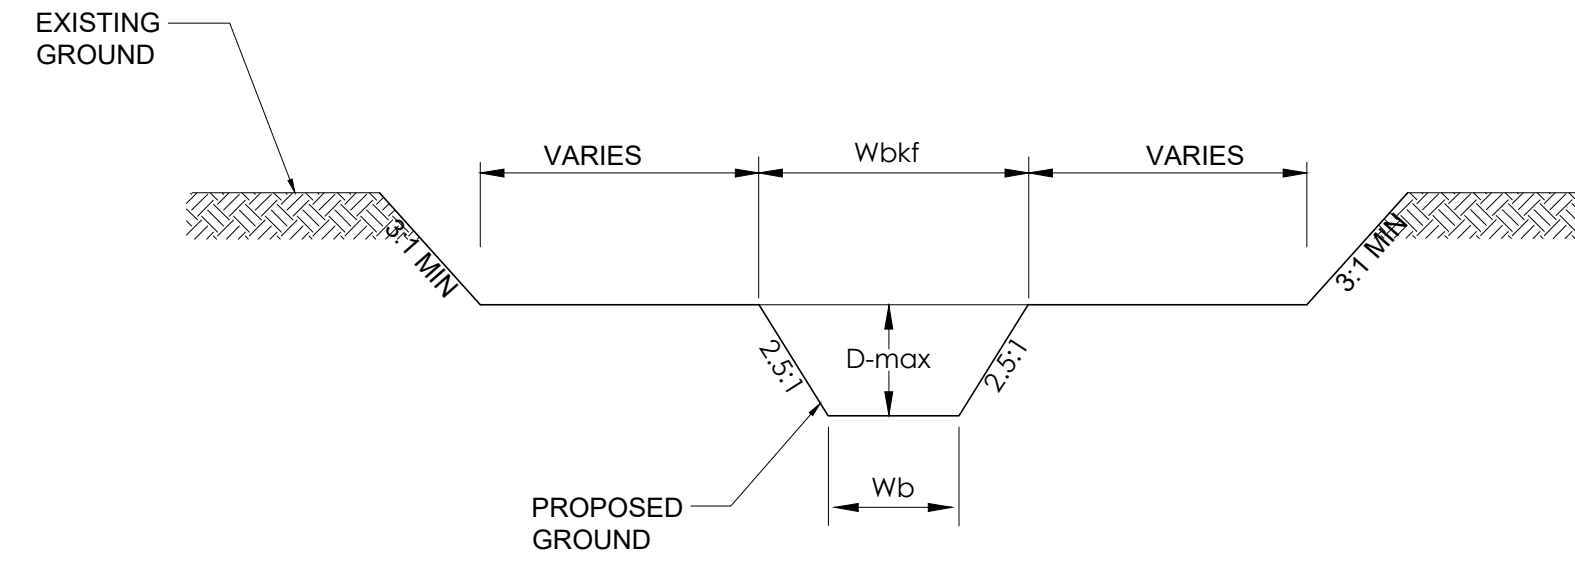 EXISTING
GROUND
VARIES
Wbkf
VARIES
3:1 MIN
3:1 MIN
2.5:1
D-max
2.5:1
Wb
PROPOSED
GROUND